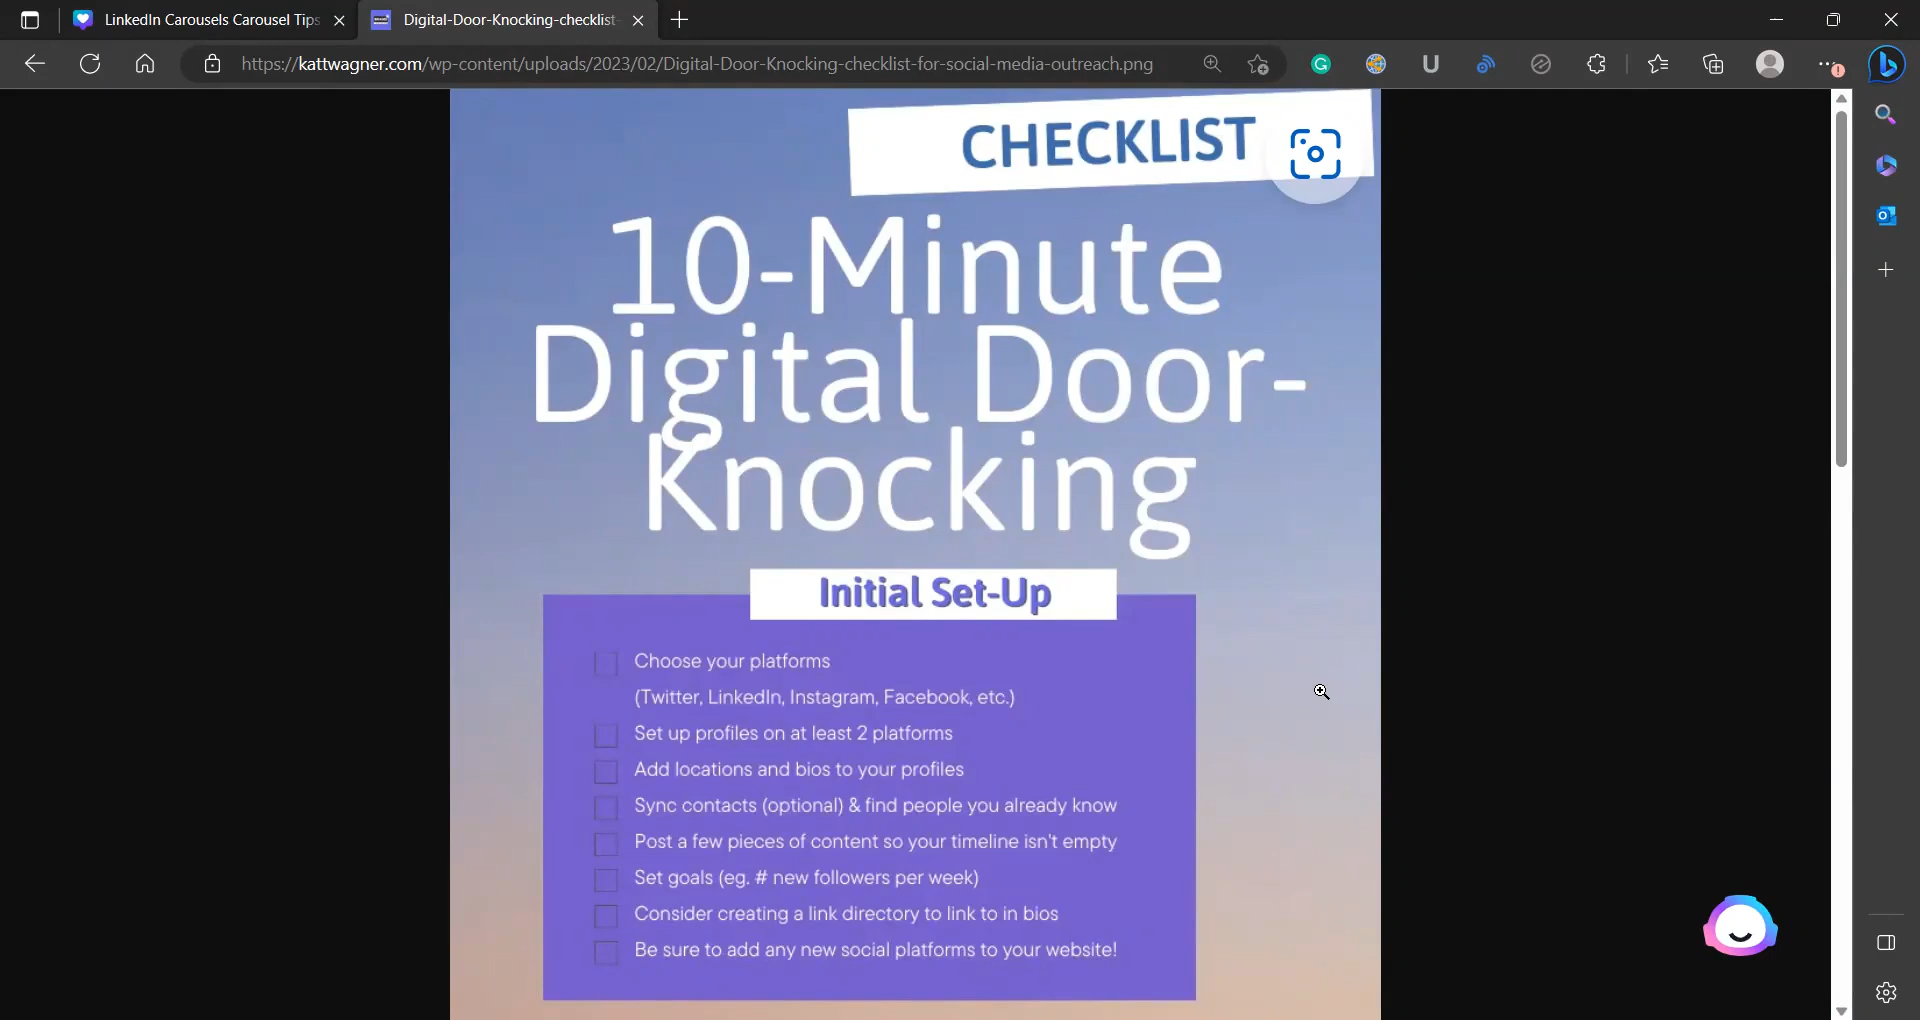 LinkedIn Carousels Carousel Tips
Digital-Door-Knocking-checklist-
https://kattwagner.com/wp-content/uploads/2023/02/Digital-Door-Knocking-checklist-for-social-media-outreach.png
CHECKLIST
10-Minute
Digital Door-
Knocking
Initial Set-Up
Choose your platforms
(Twitter, LinkedIn, Instagram, Facebook, etc.)
Set up profiles on at least 2 platforms
Add locations and bios to your profiles
Sync contacts (optional) & find people you already know
Post a few pieces of content so your timeline isn't empty
Set goals (eg. # new followers per week)
Consider creating a link directory to link to in bios
Be sure to add any new social platforms to your website!